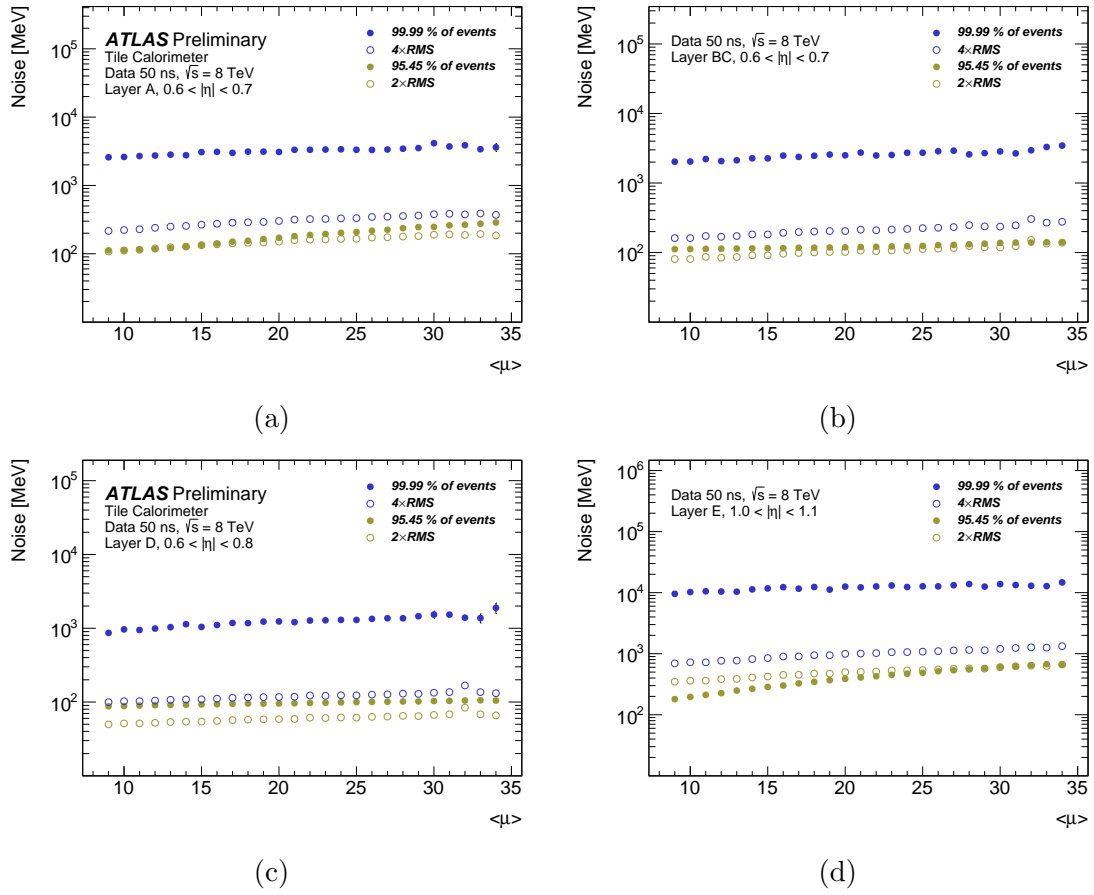 Noise [MeV]
10⁵
10⁴
10³
10²
ATLAS Preliminary
Tile Calorimeter
Data 50 ns, √s = 8 TeV
Layer A, 0.6 < |η| < 0.7
99.99 % of events
4×RMS
95.45 % of events
2×RMS
10 15 20 25 30 35
<μ>
(a)
Noise [MeV]
10⁵
10⁴
10³
10²
Data 50 ns, √s = 8 TeV
Layer BC, 0.6 < |η| < 0.7
99.99 % of events
4×RMS
95.45 % of events
2×RMS
10 15 20 25 30 35
<μ>
(b)
Noise [MeV]
10⁵
10⁴
10³
10²
ATLAS Preliminary
Tile Calorimeter
Data 50 ns, √s = 8 TeV
Layer D, 0.6 < |η| < 0.8
99.99 % of events
4×RMS
95.45 % of events
2×RMS
10 15 20 25 30 35
<μ>
(c)
Noise [MeV]
10⁶
10⁵
10⁴
10³
10²
Data 50 ns, √s = 8 TeV
Layer E, 1.0 < |η| < 1.1
99.99 % of events
4×RMS
95.45 % of events
2×RMS
10 15 20 25 30 35
<μ>
(d)